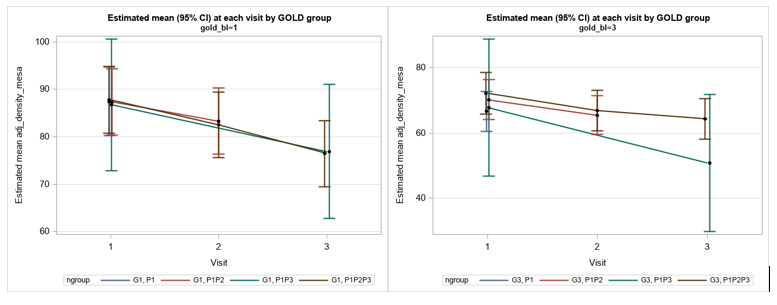 Estimated mean (95% CI) at each visit by GOLD group
gold_bl=1
Estimated mean adj_density_mesa
100
90
80
70
60
1
2
3
Visit
ngroup
G1, P1
G1, P1P2
G1, P1P3
G1, P1P2P3
Estimated mean (95% CI) at each visit by GOLD group
gold_bl=3
Estimated mean adj_density_mesa
80
60
40
1
2
3
Visit
ngroup
G3, P1
G3, P1P2
G3, P1P3
G3, P1P2P3